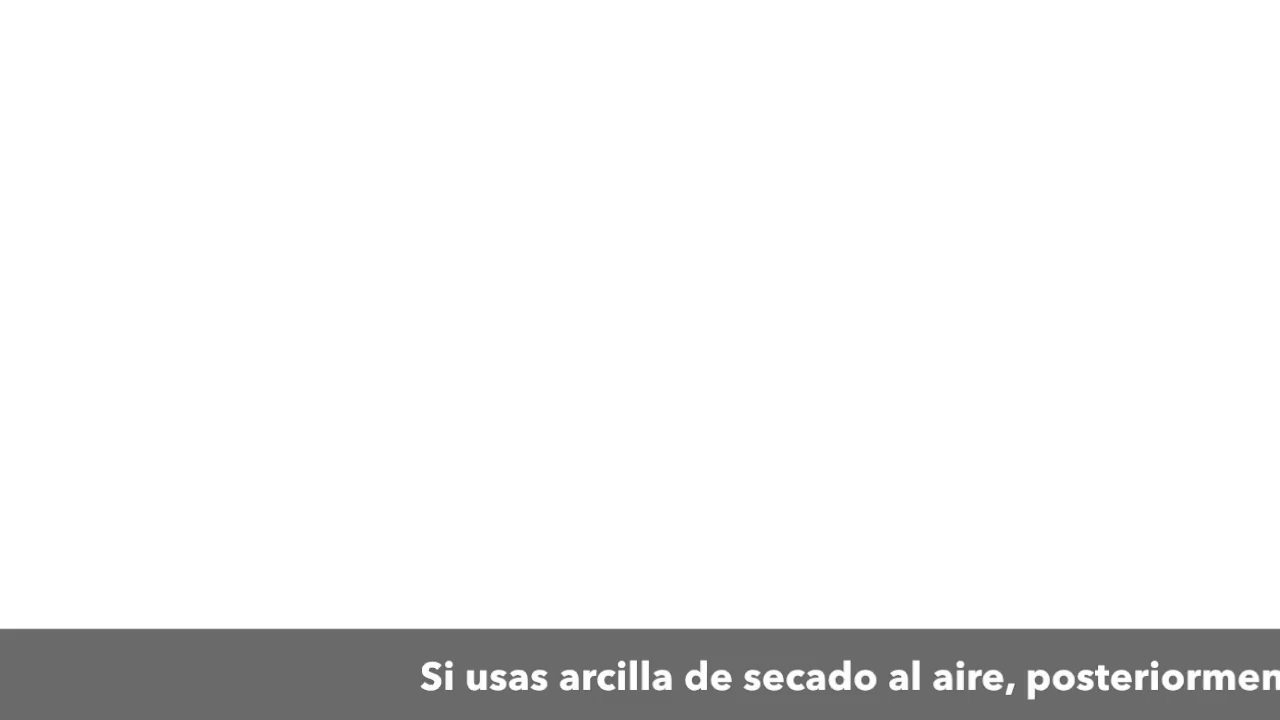 Si usas arcilla de secado al aire, posteriormen